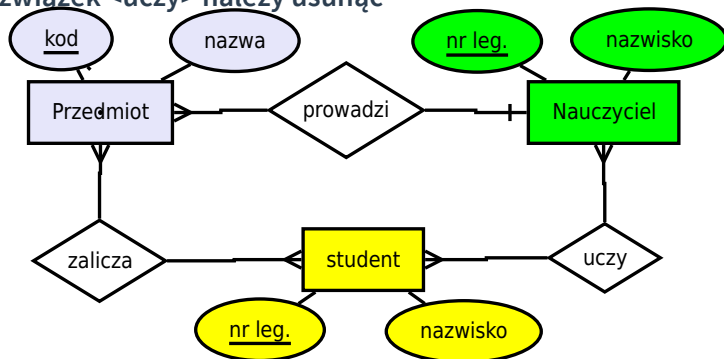 związek <uczy> należy usunąć
kod
nazwa
nr leg.
nazwisko
Przedmiot
prowadzi
Nauczyciel
zalicza
student
uczy
nr leg.
nazwisko